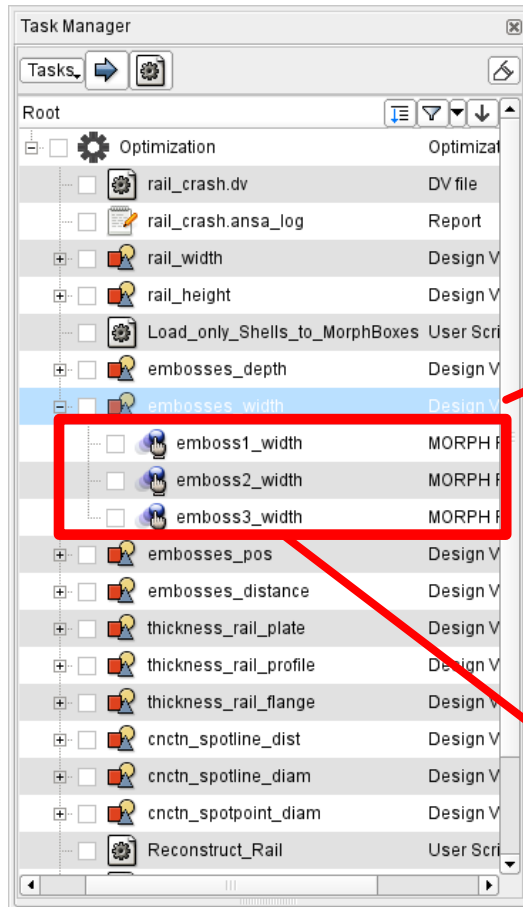 Task Manager
Tasks
Root
Optimization Optimizat
rail_crash.dv DV file
rail_crash.ansa_log Report
rail_width Design V
rail_height Design V
Load_only_Shells_to_MorphBoxes User Scri
embosses_depth Design V
embosses_width Design V
emboss1_width MORPH F
emboss2_width MORPH F
emboss3_width MORPH F
embosses_pos Design V
embosses_distance Design V
thickness_rail_plate Design V
thickness_rail_profile Design V
thickness_rail_flange Design V
cnctn_spotline_dist Design V
cnctn_spotline_diam Design V
cnctn_spotpoint_diam Design V
Reconstruct_Rail User Scri